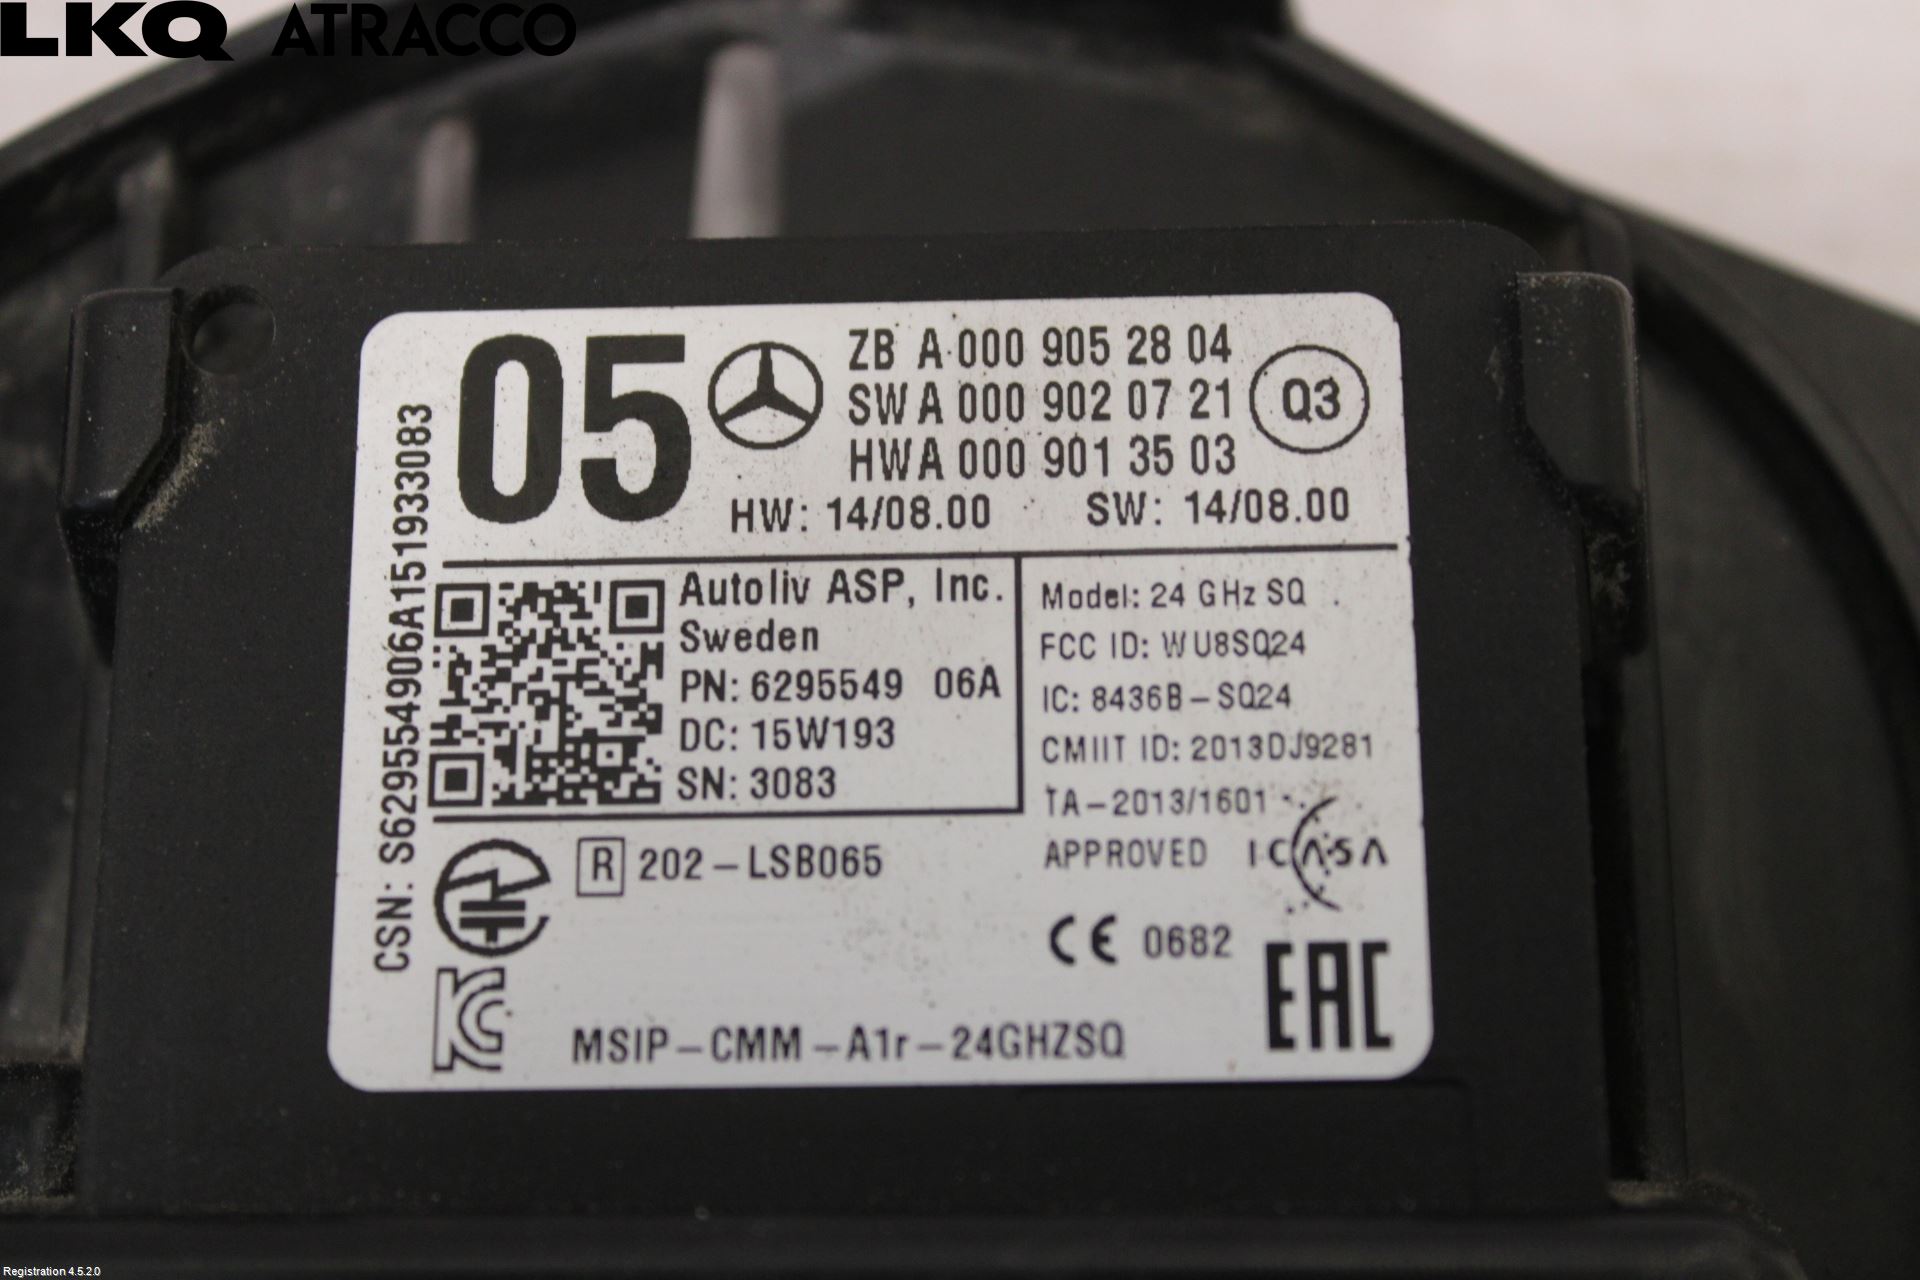 LKQ ATRACCO
05
ZB A 000 905 28 04
SW A 000 902 07 21
HW A 000 901 35 03
Q3
HW: 14/08.00 SW: 14/08.00
CSN: S629554906A1519330​83
Autoliv ASP, Inc.
Sweden
PN: 6295549 06A
DC: 15W193
SN: 3083
Model: 24 GHz SQ
FCC ID: WU8SQ24
IC: 8436B-SQ24
CMIIT ID: 2013DJ9281
TA-2013/1601
APPROVED ICASA
R 202-LSB065
CE 0682
EAC
MSIP-CMM-A1r-24GHZSQ
Registration 4.5.2.0